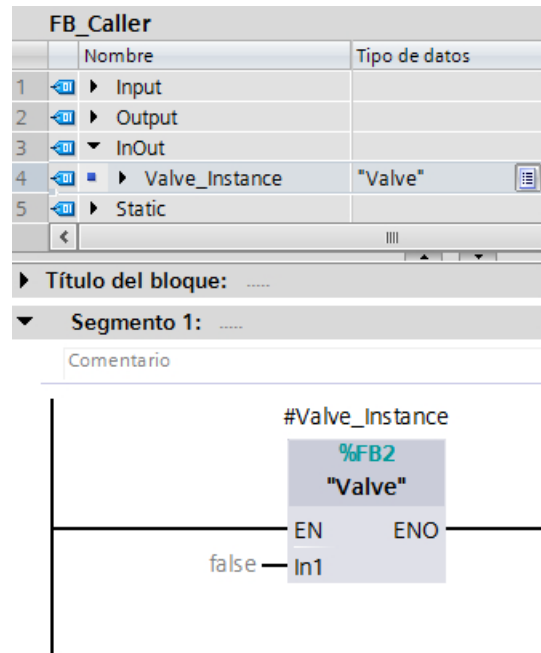 FB_Caller
Nombre Tipo de datos
1 Input
2 Output
3 InOut
4 Valve_Instance "Valve"
5 Static
Título del bloque: .....
Segmento 1: .....
Comentario
#Valve_Instance
%FB2
"Valve"
EN ENO
false In1